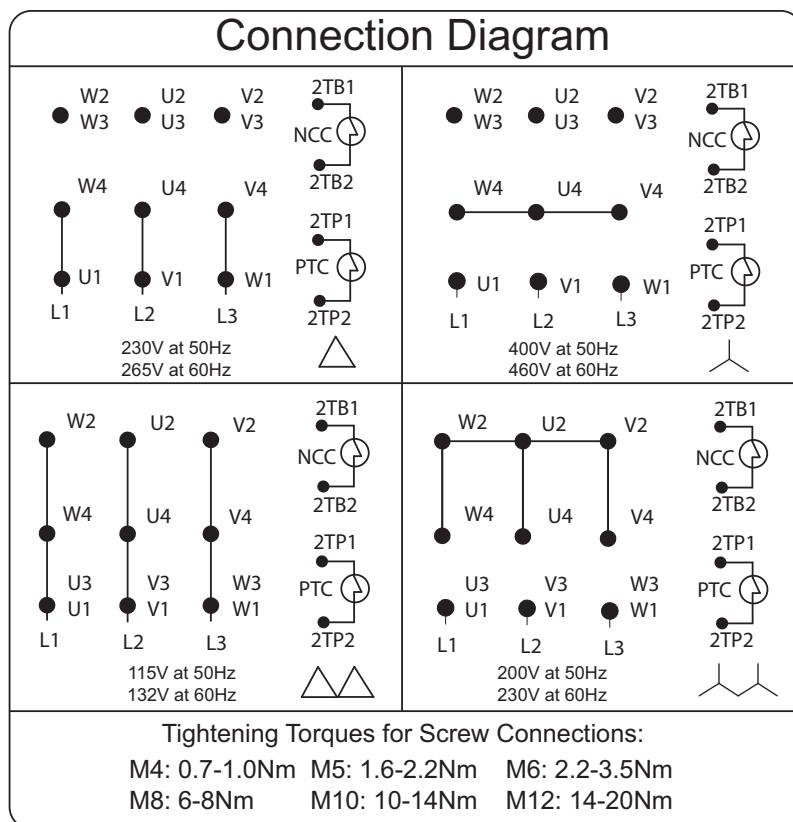 Connection Diagram
W2 U2 V2
W3 U3 V3
2TB1
NCC
2TB2
W4 U4 V4
2TP1
PTC
2TP2
U1 V1 W1
L1 L2 L3
230V at 50Hz
265V at 60Hz
W2 U2 V2
W3 U3 V3
2TB1
NCC
2TB2
W4 U4 V4
2TP1
PTC
2TP2
U1 V1 W1
L1 L2 L3
400V at 50Hz
460V at 60Hz
W2 U2 V2
2TB1
NCC
2TB2
W4 U4 V4
2TP1
PTC
2TP2
U3 V3 W3
U1 V1 W1
L1 L2 L3
115V at 50Hz
132V at 60Hz
W2 U2 V2
2TB1
NCC
2TB2
W4 U4 V4
2TP1
PTC
2TP2
U3 V3 W3
U1 V1 W1
L1 L2 L3
200V at 50Hz
230V at 60Hz
Tightening Torques for Screw Connections:
M4: 0.7-1.0Nm M5: 1.6-2.2Nm M6: 2.2-3.5Nm
M8: 6-8Nm M10: 10-14Nm M12: 14-20Nm